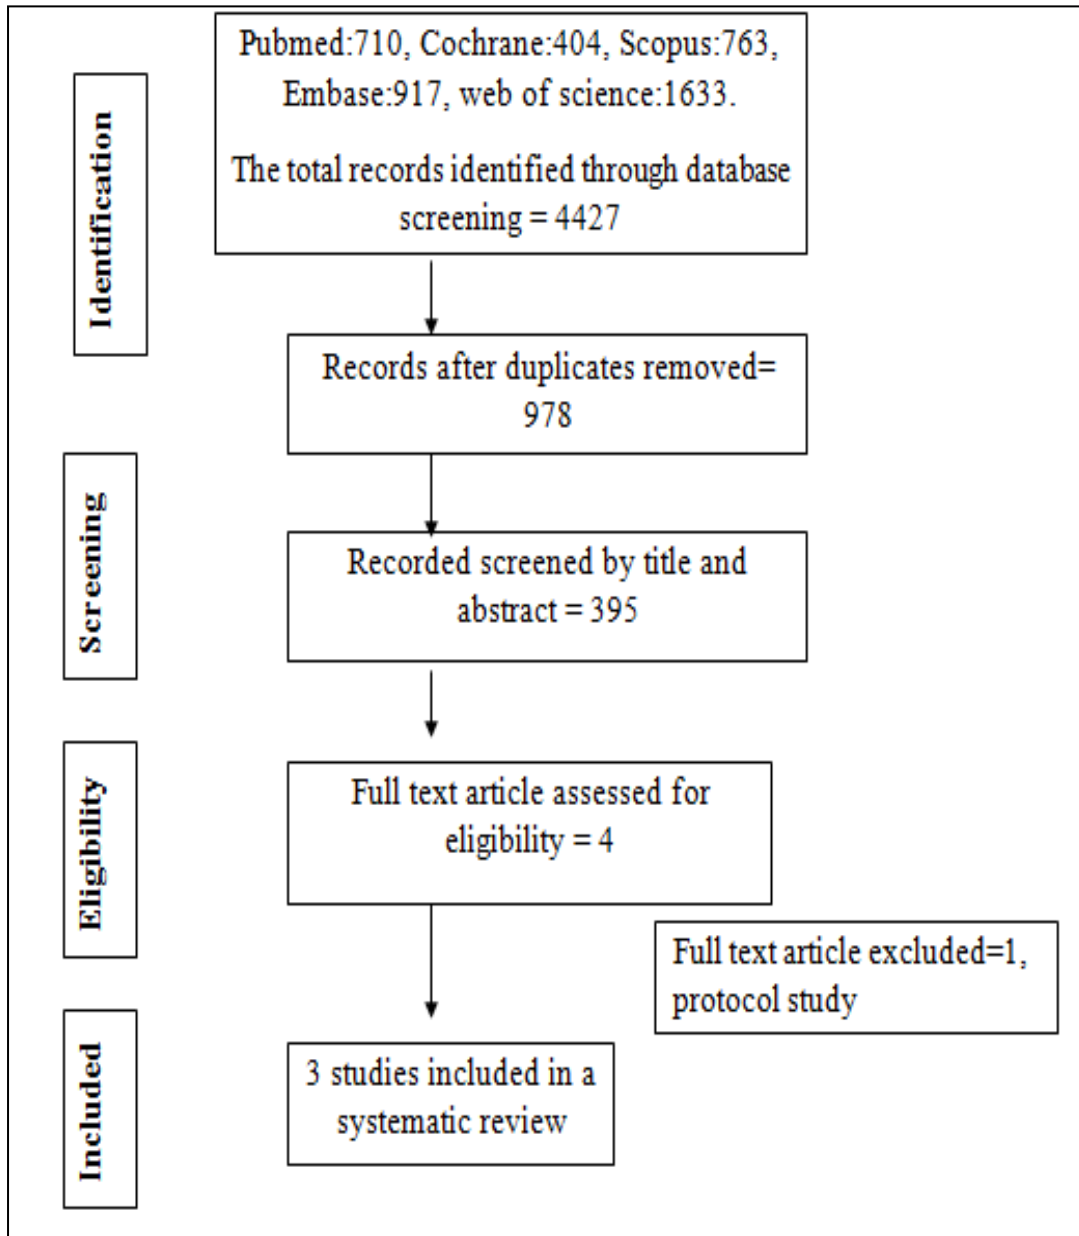 Pubmed:710, Cochrane:404, Scopus:763,
Embase:917, web of science:1633.
The total records identified through database
screening = 4427
Identification
Records after duplicates removed=
978
Screening
Recorded screened by title and
abstract = 395
Eligibility
Full text article assessed for
eligibility = 4
Full text article excluded=1,
protocol study
Included
3 studies included in a
systematic review